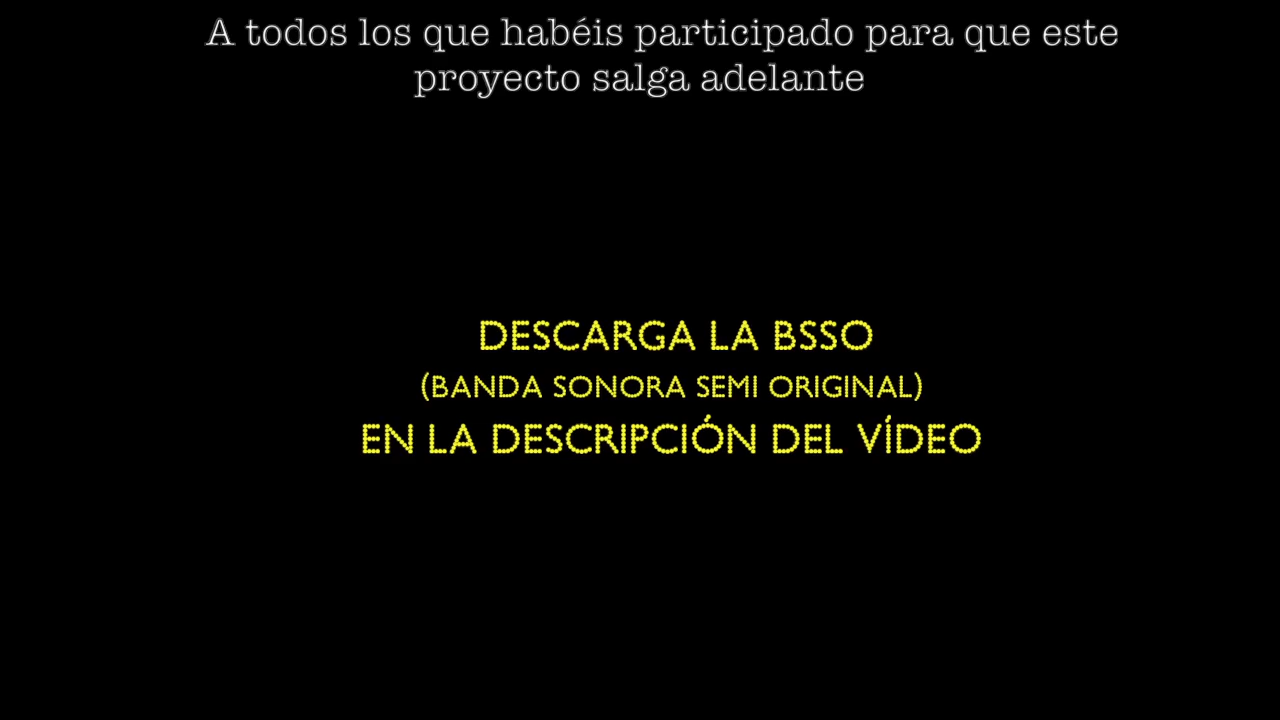 A todos los que habéis participado para que este
proyecto salga adelante
DESCARGA LA BSSO
(BANDA SONORA SEMI ORIGINAL)
EN LA DESCRIPCIÓN DEL VÍDEO